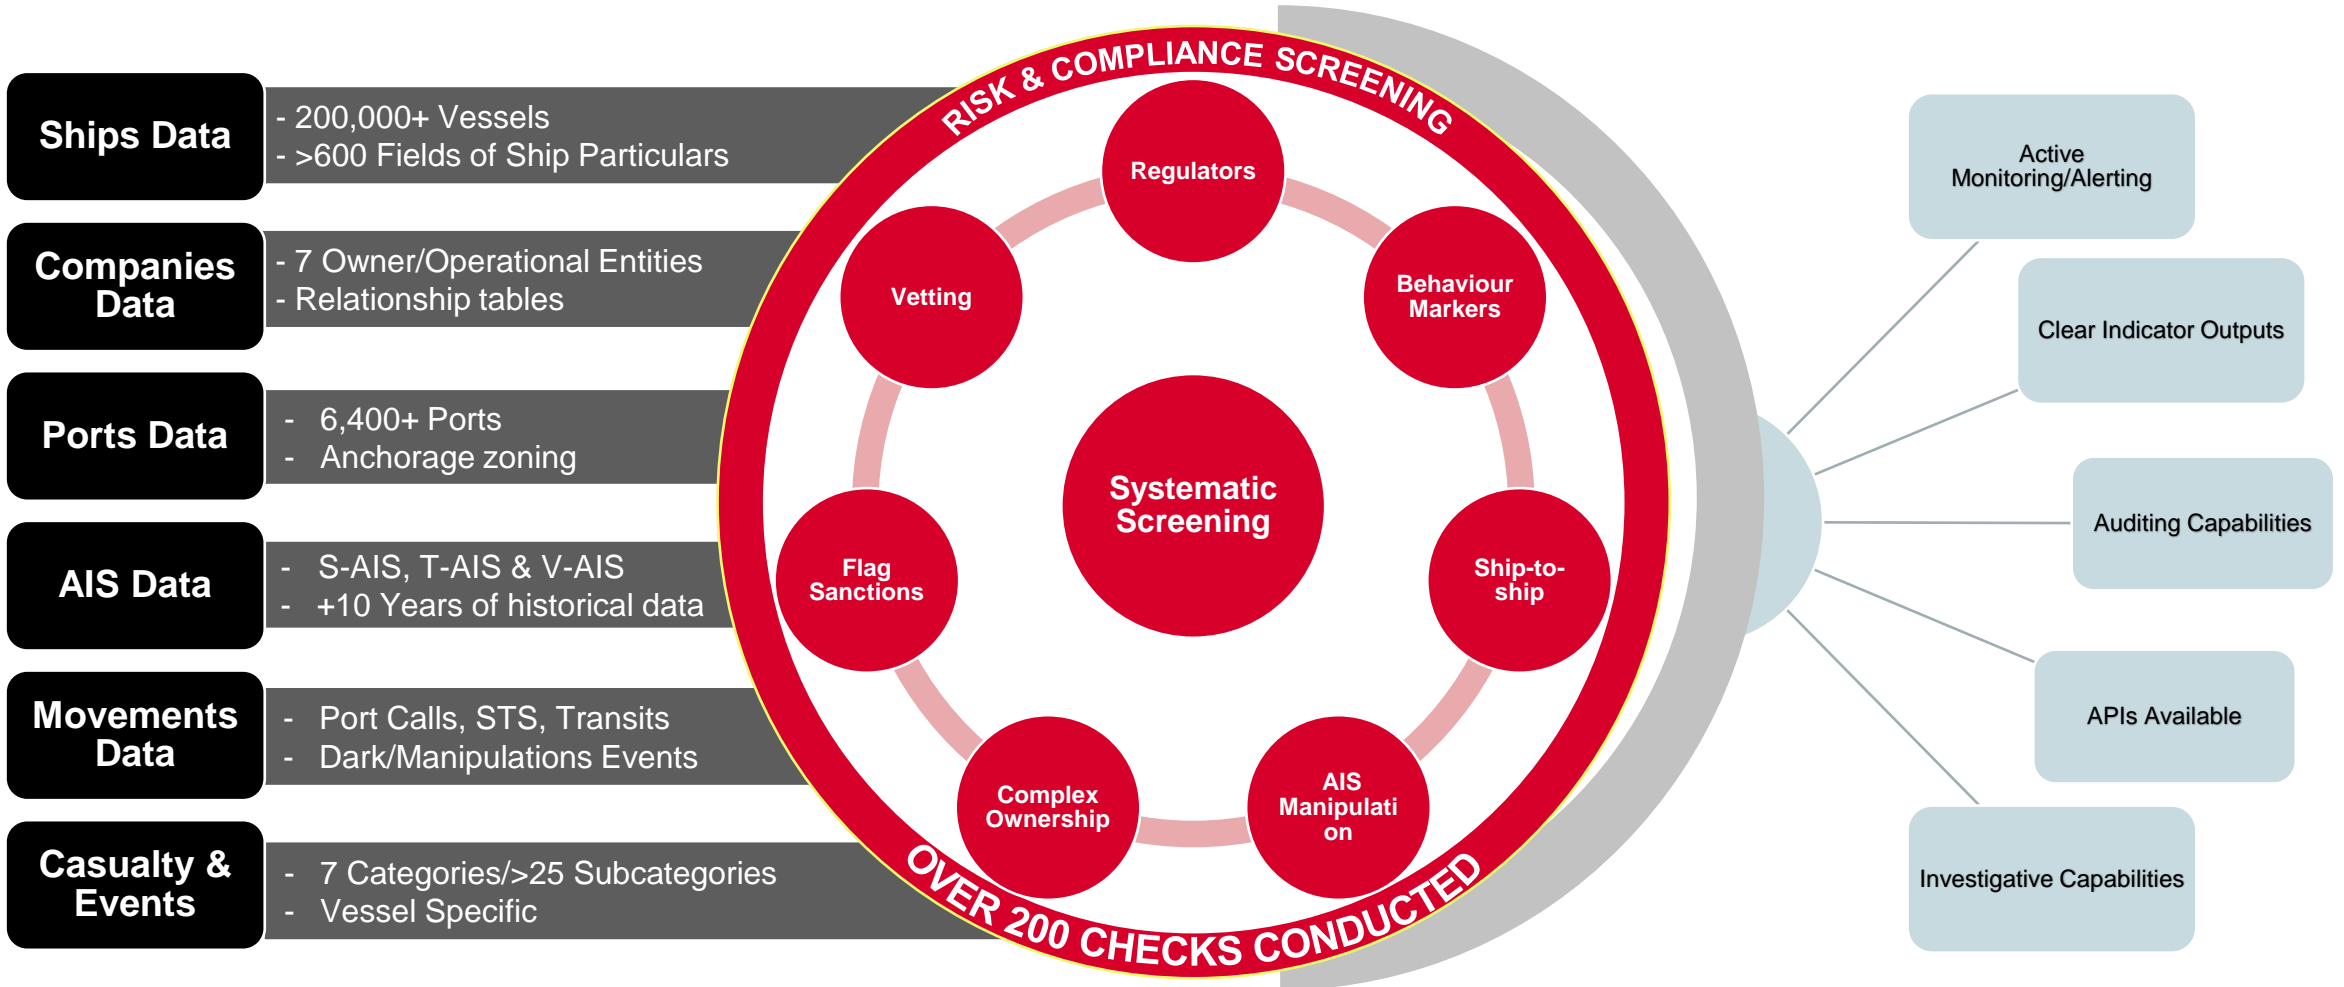 Ships Data
- 200,000+ Vessels
- >600 Fields of Ship Particulars
Companies
Data
- 7 Owner/Operational Entities
- Relationship tables
Ports Data
- 6,400+ Ports
- Anchorage zoning
AIS Data
- S-AIS, T-AIS & V-AIS
- +10 Years of historical data
Movements
Data
- Port Calls, STS, Transits
- Dark/Manipulations Events
Casualty &
Events
- 7 Categories/>25 Subcategories
- Vessel Specific
RISK & COMPLIANCE SCREENING
Regulators
Behaviour
Markers
Ship-to-
ship
AIS
Manipulati
on
Complex
Ownership
Flag
Sanctions
Vetting
Systematic
Screening
OVER 200 CHECKS CONDUCTED
Active
Monitoring/Alerting
Clear Indicator Outputs
Auditing Capabilities
APIs Available
Investigative Capabilities